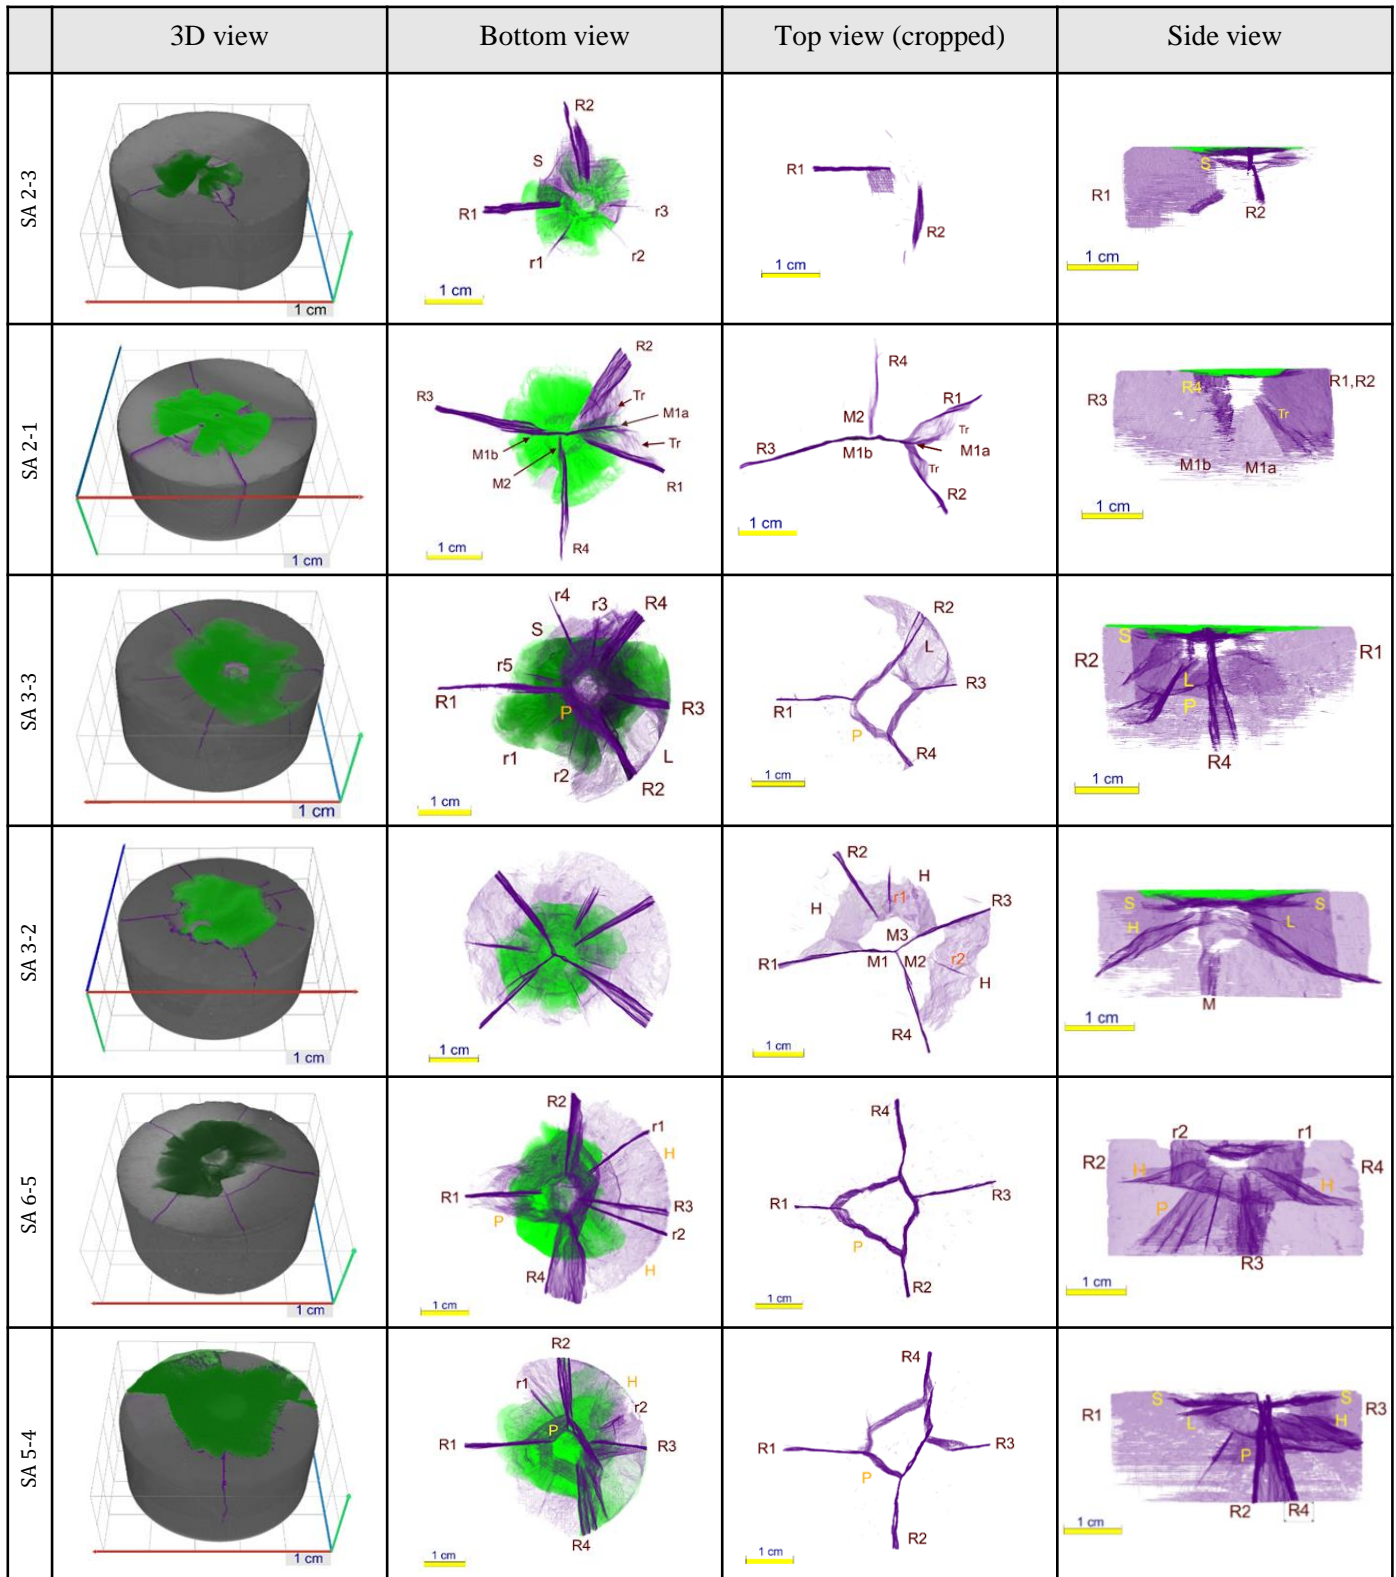 3D view
Bottom view
Top view (cropped)
Side view
SA 2-3
1 cm
R2
S
R1
r3
r1
r2
1 cm
R1
R2
1 cm
S
R1
R2
1 cm
SA 2-1
1 cm
R2
R3
Tr
M1a
Tr
M1b
M2
R1
R4
1 cm
R4
R1
M2
Tr
R3
M1b
M1a
Tr
R2
1 cm
R4
R1,R2
R3
Tr
M1b
M1a
1 cm
SA 3-3
1 cm
r4
r3
R4
S
r5
R1
P
R3
r1
r2
L
R2
1 cm
R2
L
R3
R1
P
R4
1 cm
S
R2
R1
L
P
R4
1 cm
SA 3-2
1 cm
1 cm
R2
H
r1
H
R3
M3
R1
M1
M2
r2
H
R4
1 cm
S
S
H
L
M
1 cm
SA 6-5
1 cm
R2
r1
H
R1
R3
P
r2
H
R4
1 cm
R4
R3
R1
P
R2
1 cm
r2
r1
R2
H
R4
H
P
R3
1 cm
SA 5-4
1 cm
R2
r1
H
r2
P
R1
R3
R4
1 cm
R4
R1
R3
P
R2
1 cm
S
S
R1
R3
L
H
P
R2
R4
1 cm